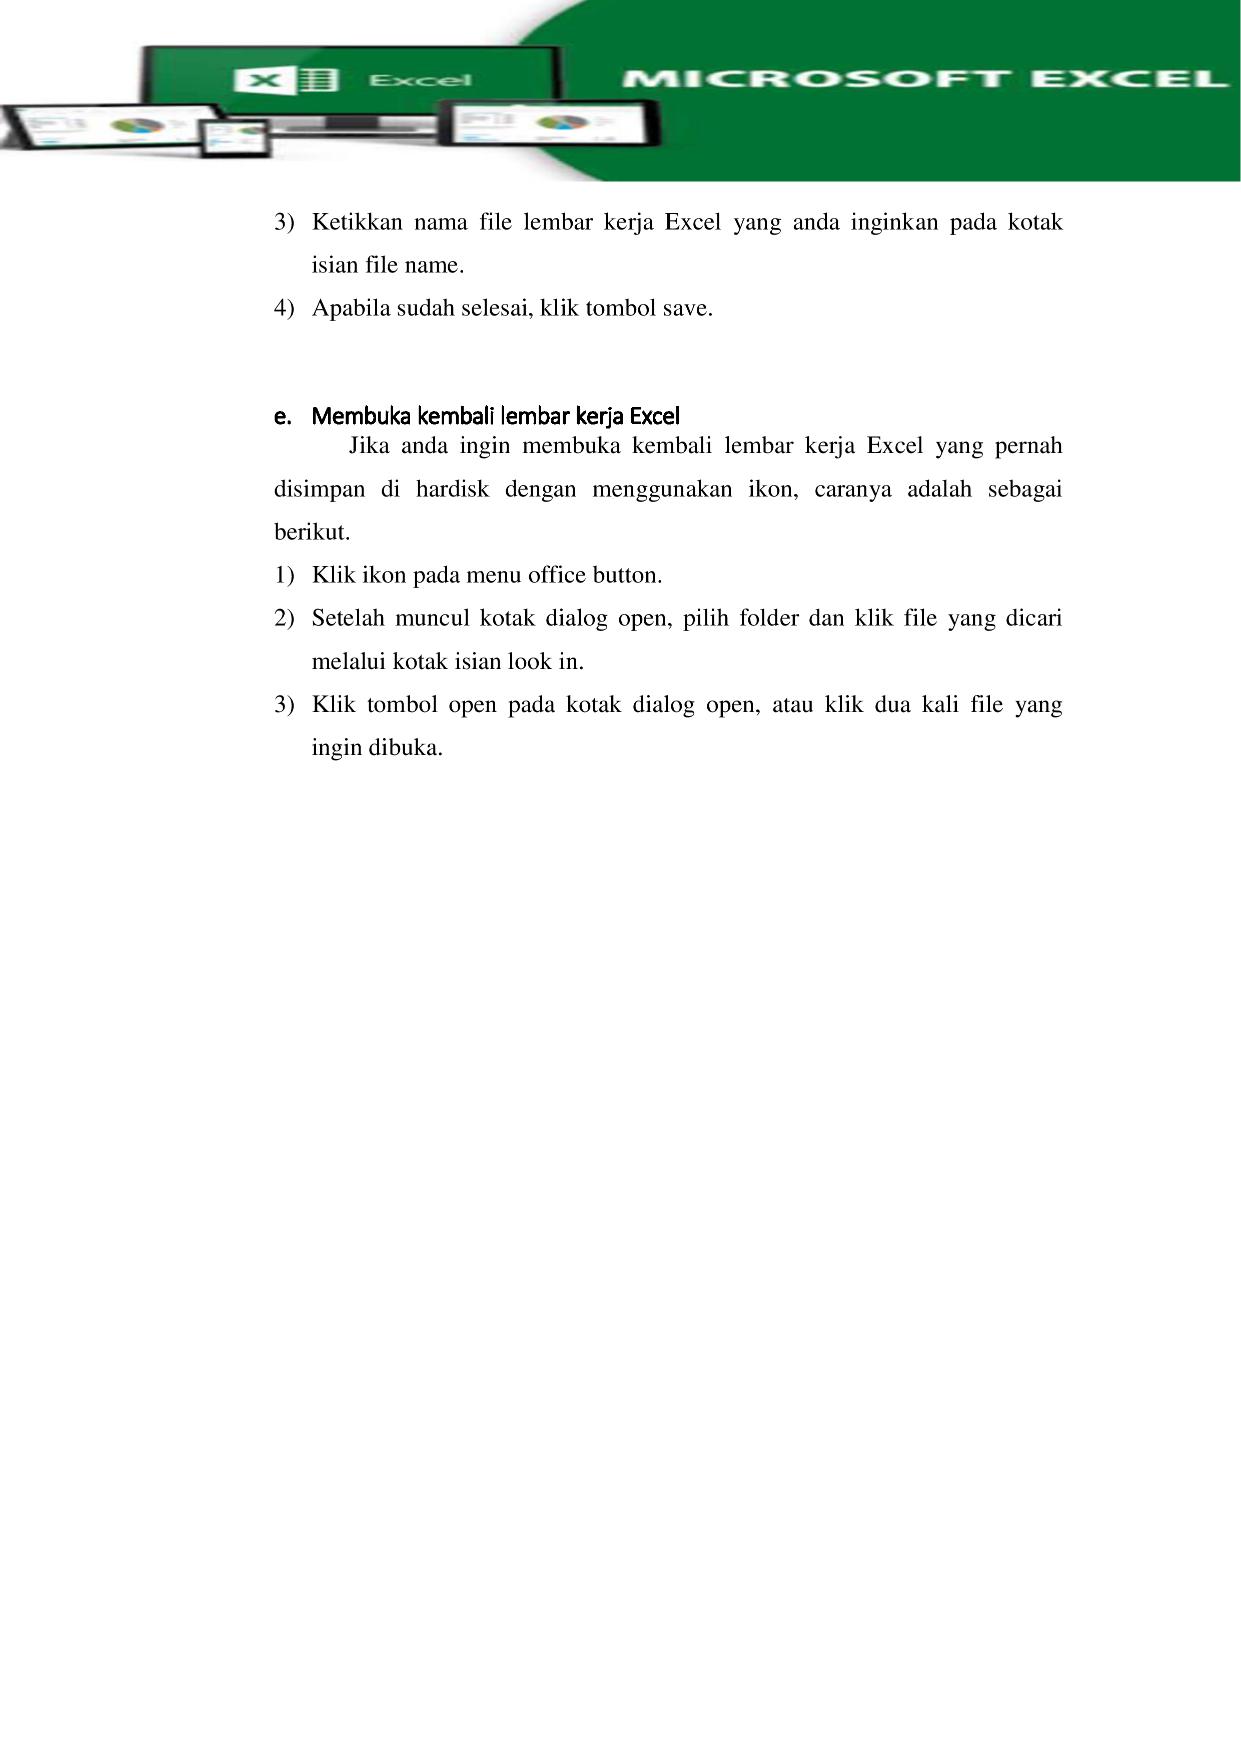 Excel
MICROSOFT EXCEL
3) Ketikkan nama file lembar kerja Excel yang anda inginkan pada kotak
isian file name.
4) Apabila sudah selesai, klik tombol save.
e. Membuka kembali lembar kerja Excel
Jika anda ingin membuka kembali lembar kerja Excel yang pernah
disimpan di hardisk dengan menggunakan ikon, caranya adalah sebagai
berikut.
1) Klik ikon pada menu office button.
2) Setelah muncul kotak dialog open, pilih folder dan klik file yang dicari
melalui kotak isian look in.
3) Klik tombol open pada kotak dialog open, atau klik dua kali file yang
ingin dibuka.